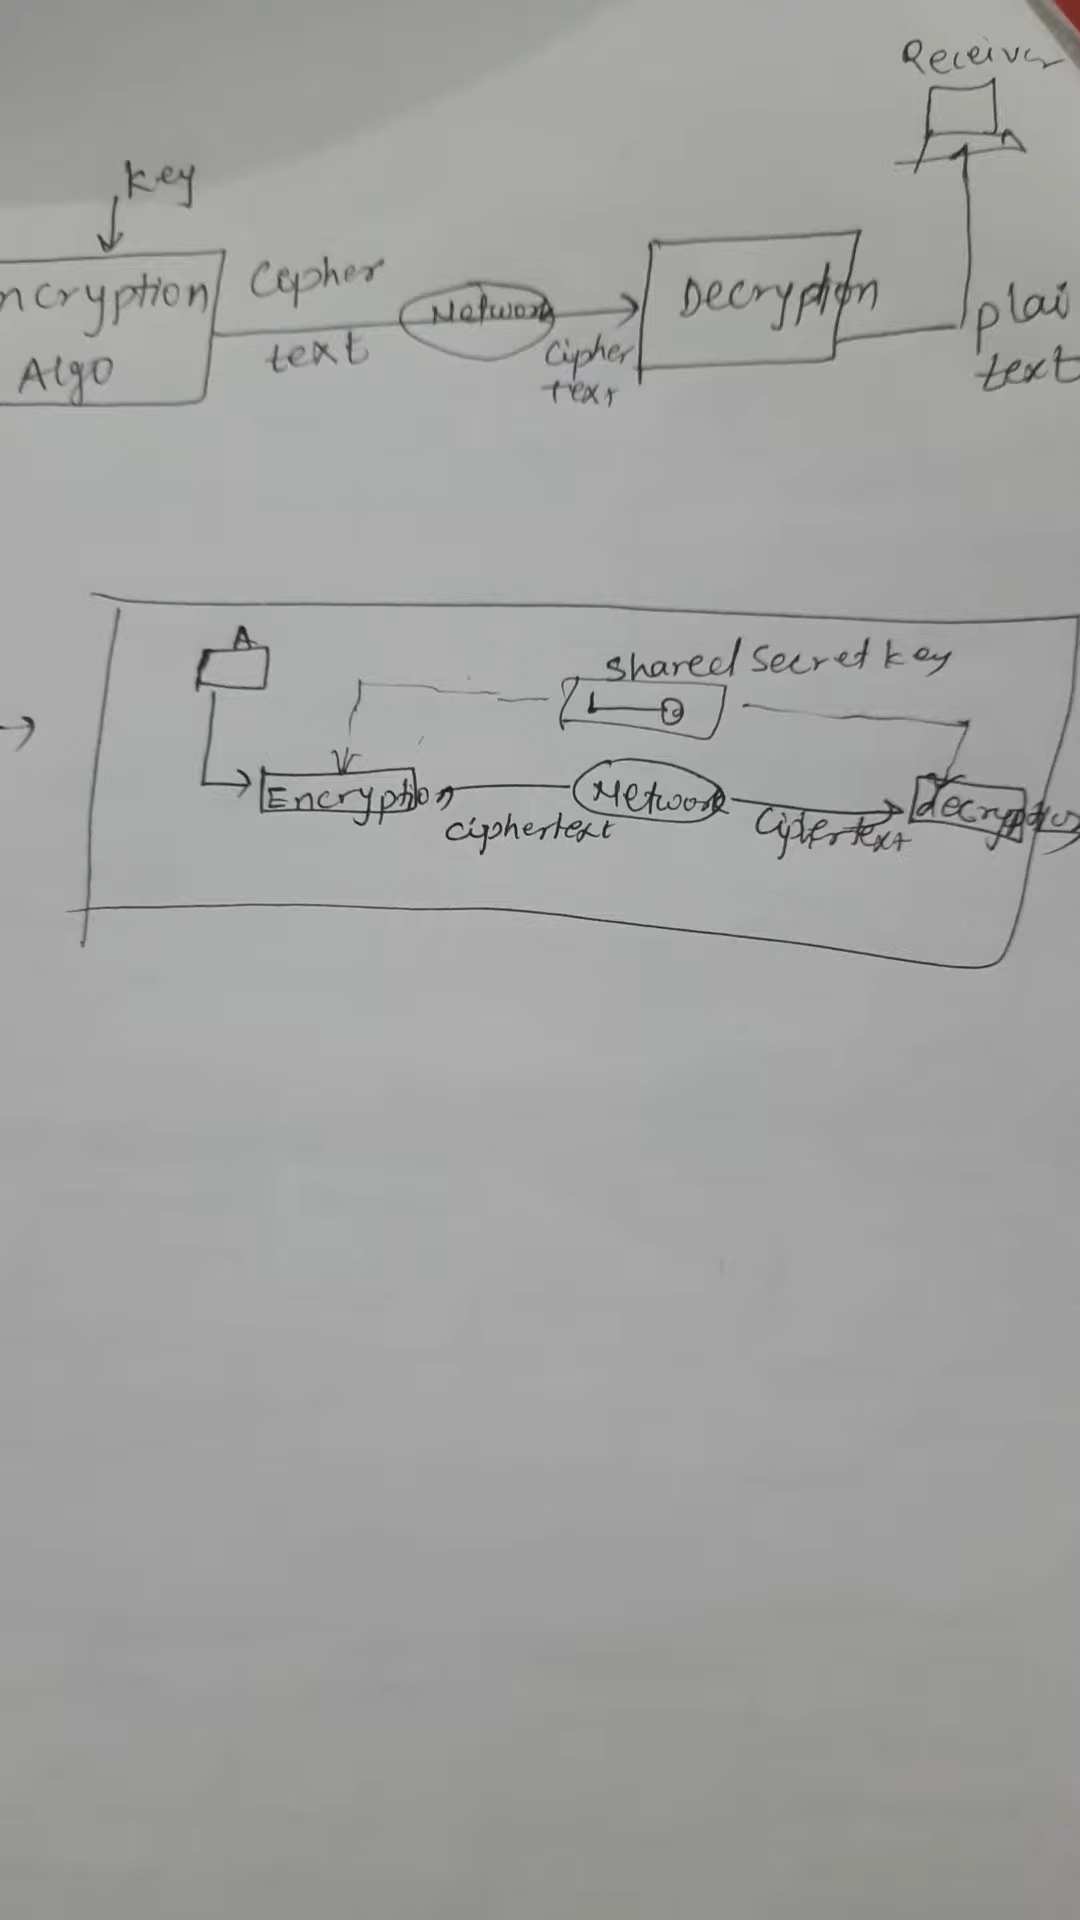 Receiver
key
ncryption
Algo
Cipher
text
Network
Cipher
text
Decryption
plai
text
A
shared secret key
Encryption
Network
ciphertext
Ciphertext
decryption